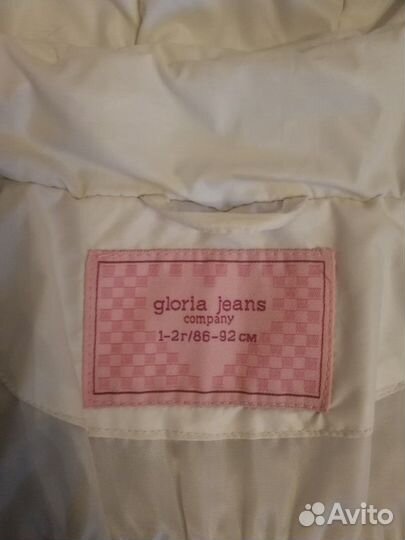 gloria jeans
company
1-2г/86-92 см
Avito